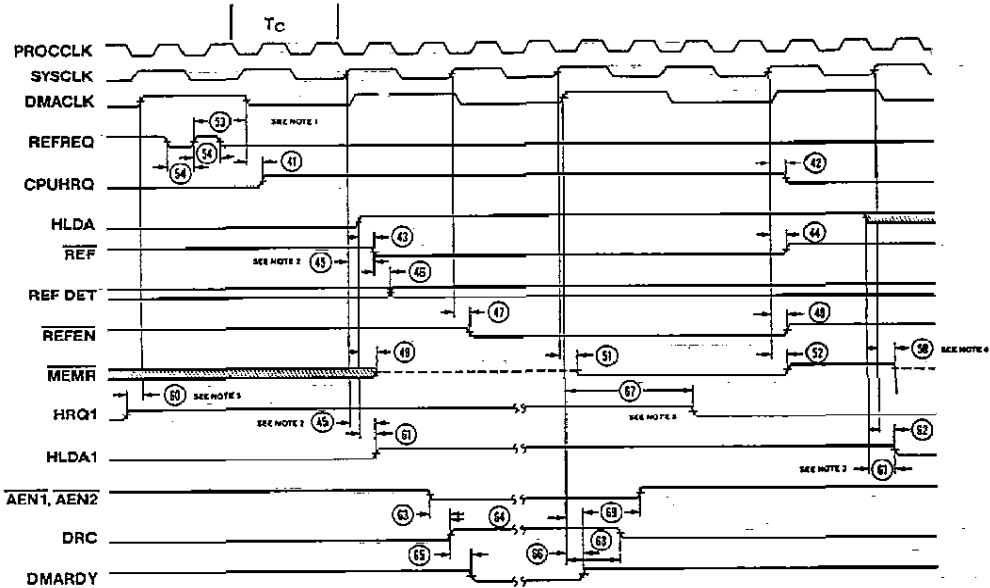 TC
PROCCLK
SYSCLK
DMACLK
53 SEE NOTE 1
REFREQ
54
54 41 42
CPUHRQ
HLDA
43 44
REF
SEE NOTE 2 45
46
REF DET
47 48
REFEN
49 51 52 58 SEE NOTE 4
MEMR
60 SEE NOTE 5 67
HRQ1
SEE NOTE 2 45 SEE NOTE 6
61 62
HLDA1
SEE NOTE 3 61
AEN1, AEN2
63 64 69
DRC
68
65 66
DMARDY